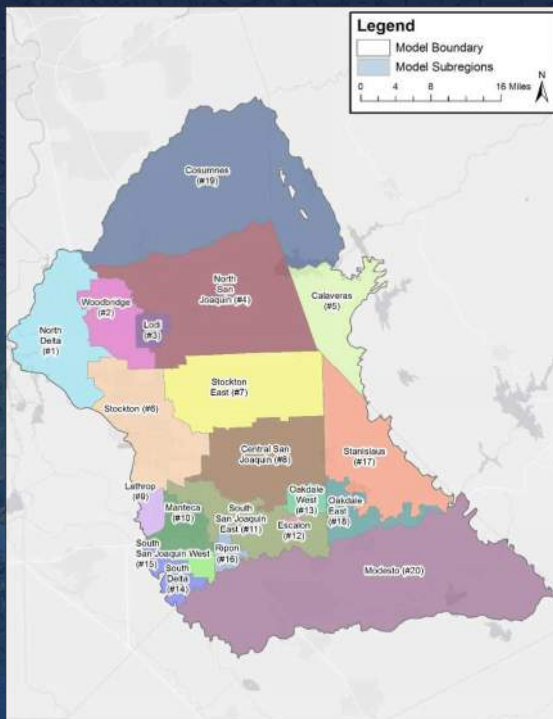 Legend
Model Boundary
Model Subregions
0 4 8 16 Miles
N
Cosumnes
(#19)
North
San
Joaquin (#4)
Calaveras
(#5)
Woodbridge
(#2)
Lodi
(#3)
North
Delta
(#1)
Stockton
East (#7)
Stockton (#6)
Central San
Joaquin (#8)
Stanislaus
(#17)
Lathrop
(#9)
Manteca
(#10)
South
San Joaquin
East (#11)
Oakdale
West
(#13)
Oakdale
East
(#18)
Escalon
(#12)
South
San Joaquin West
(#15)
Ripon
(#16)
South
Delta
(#14)
Modesto (#20)